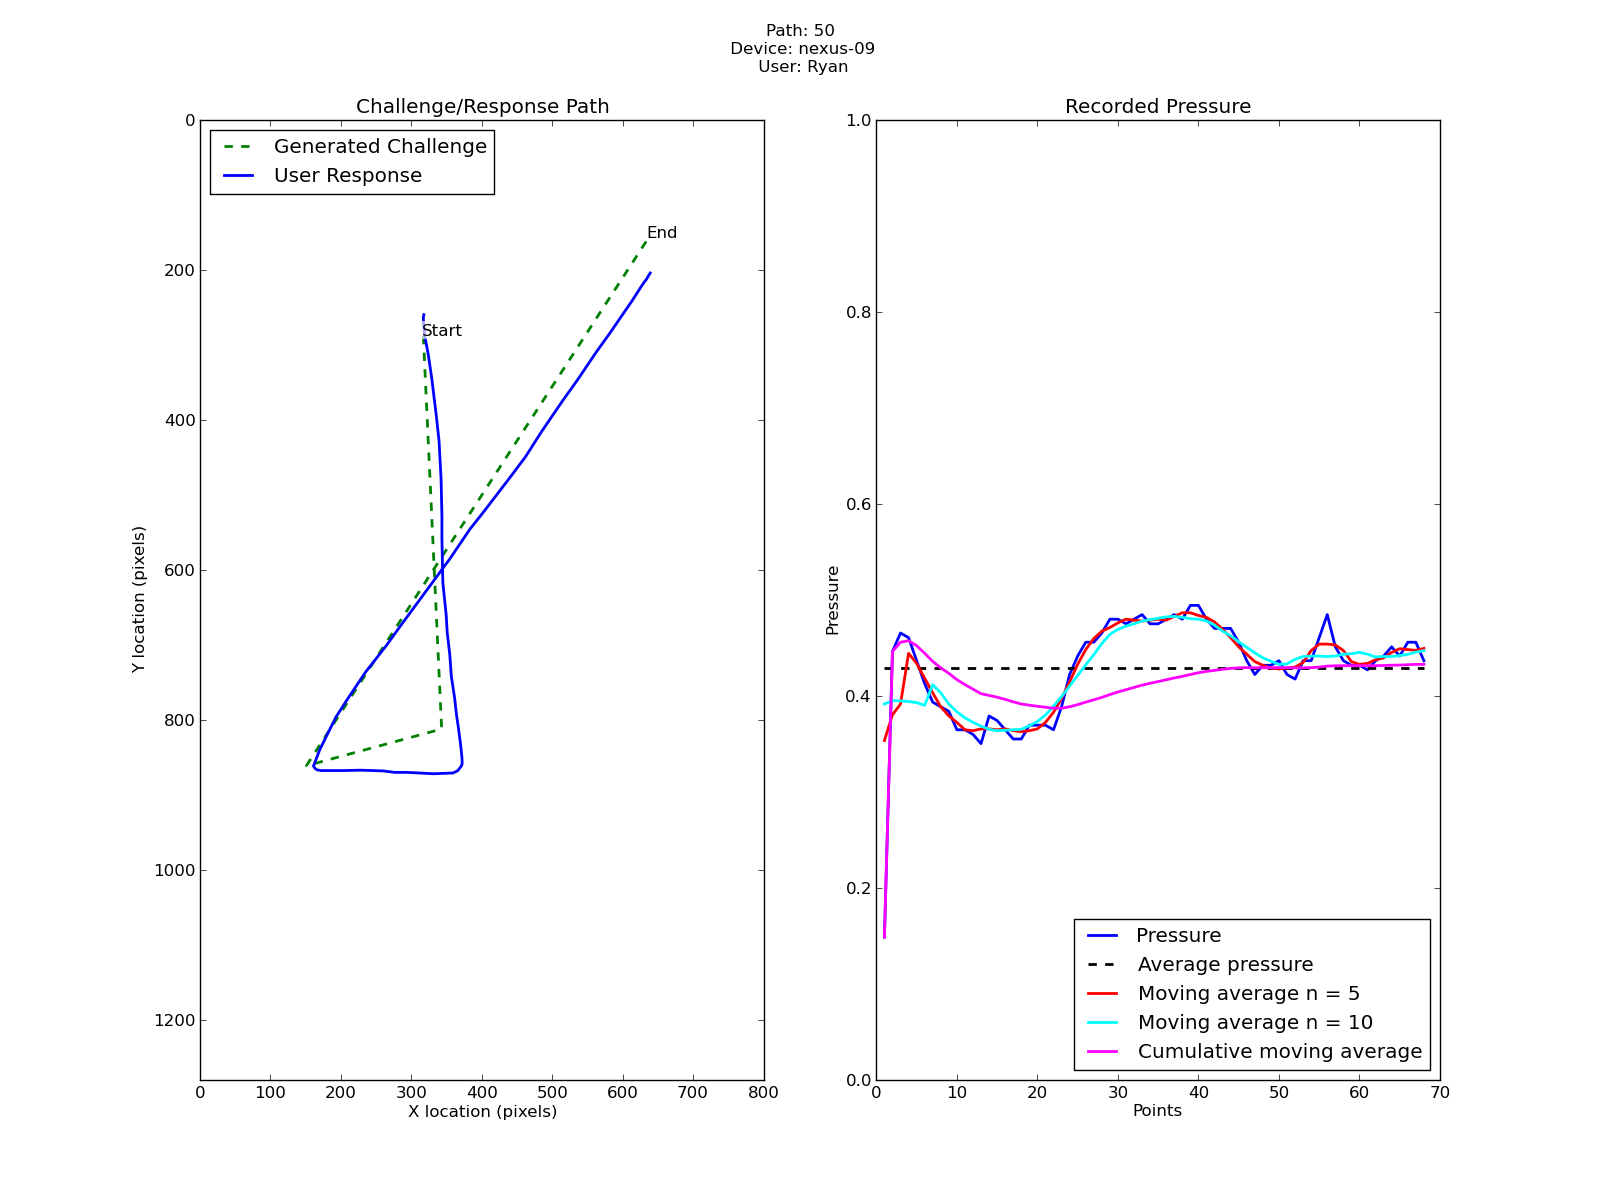 Path: 50
Device: nexus-09
User: Ryan
Challenge/Response Path
Generated Challenge
User Response
End
Start
0
200
400
600
800
1000
1200
Y location (pixels)
0 100 200 300 400 500 600 700 800
X location (pixels)
Recorded Pressure
1.0
0.8
0.6
0.4
0.2
0.0
Pressure
Pressure
Average pressure
Moving average n = 5
Moving average n = 10
Cumulative moving average
0 10 20 30 40 50 60 70
Points